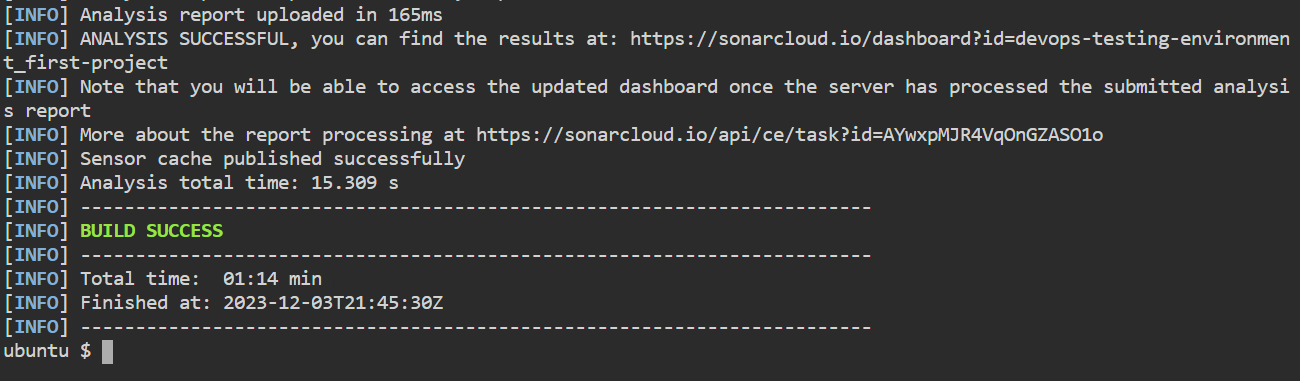 [INFO] Analysis report uploaded in 165ms
[INFO] ANALYSIS SUCCESSFUL, you can find the results at: https://sonarcloud.io/dashboard?id=devops-testing-environmen
t_first-project
[INFO] Note that you will be able to access the updated dashboard once the server has processed the submitted analysi
s report
[INFO] More about the report processing at https://sonarcloud.io/api/ce/task?id=AYwxpMJR4VqOnGZASO1o
[INFO] Sensor cache published successfully
[INFO] Analysis total time: 15.309 s
[INFO] ------------------------------------------------------------------------
[INFO] BUILD SUCCESS
[INFO] ------------------------------------------------------------------------
[INFO] Total time:  01:14 min
[INFO] Finished at: 2023-12-03T21:45:30Z
[INFO] ------------------------------------------------------------------------
ubuntu $